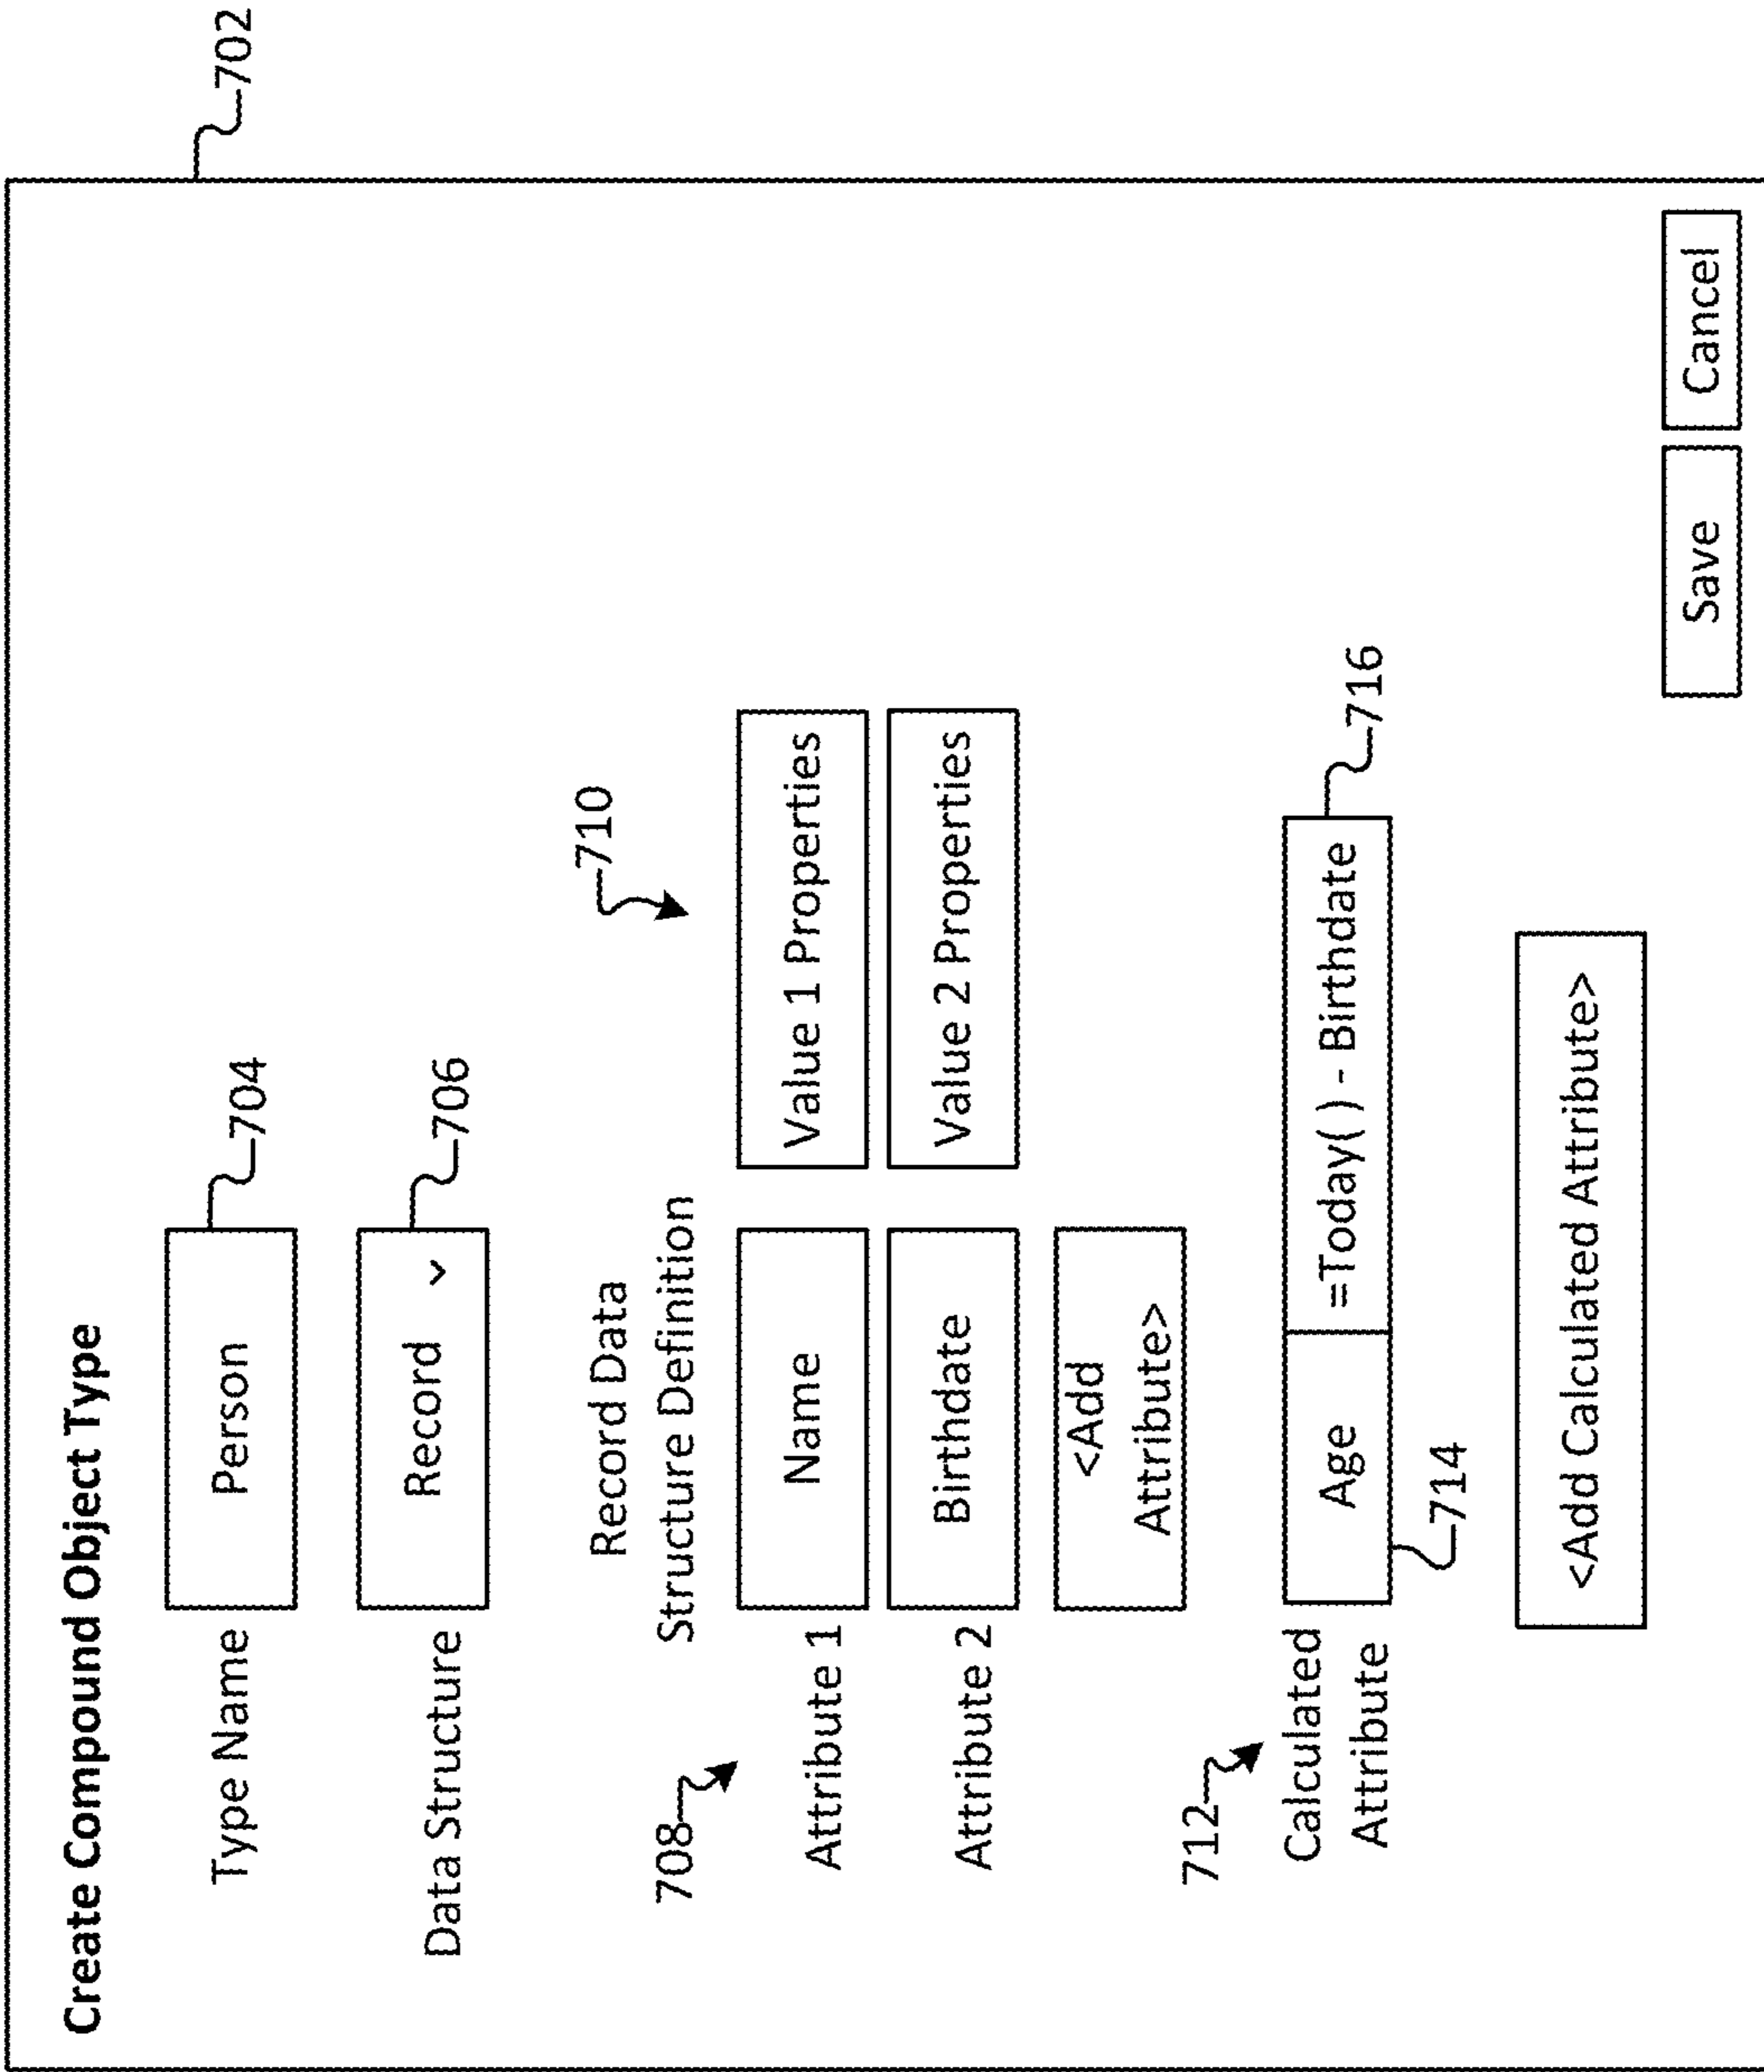 Create Compound Object Type
702
Type Name
Person
704
Data Structure
Record ˅
706
Record Data
Structure Definition
710
708
Attribute 1
Name
Value 1 Properties
Attribute 2
Birthdate
Value 2 Properties
<Add
Attribute>
712
Calculated
Attribute
Age
=Today( ) - Birthdate
716
714
<Add Calculated Attribute>
Save
Cancel